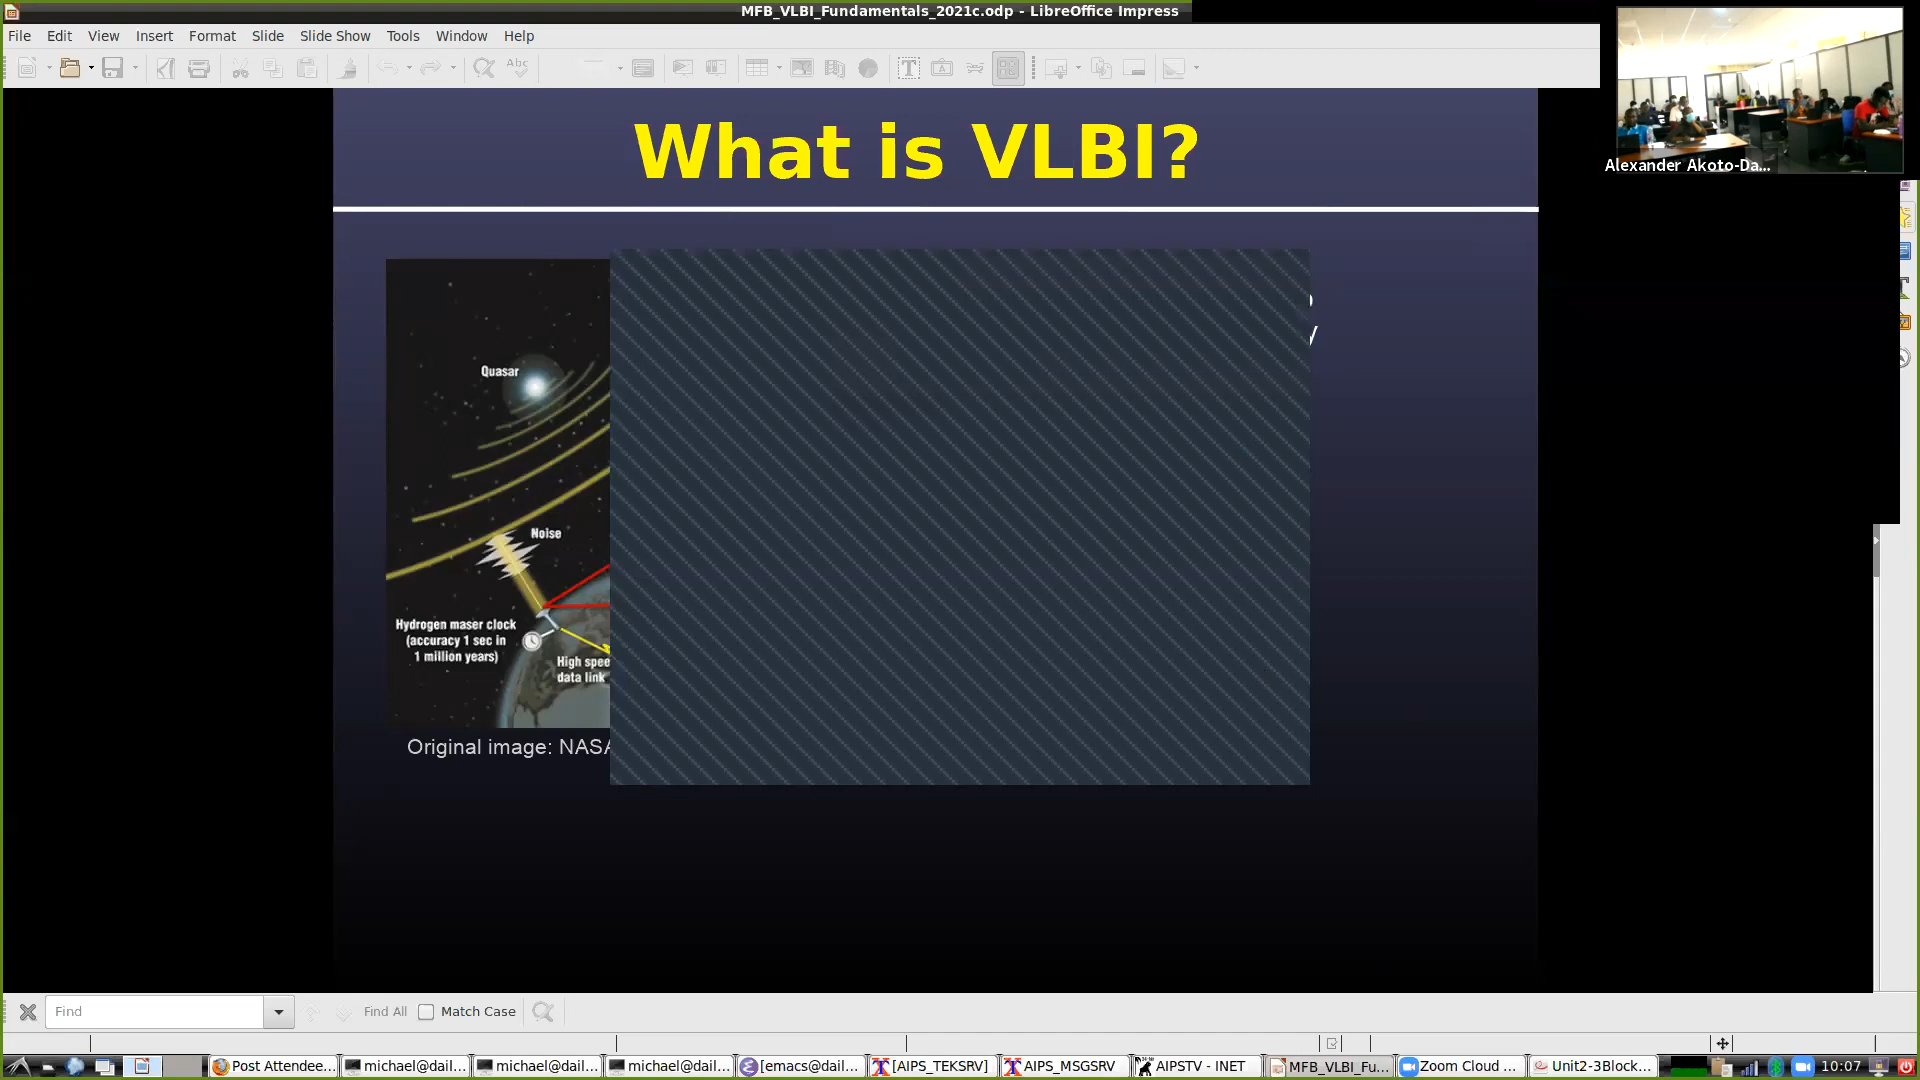 MFB_VLBI_Fundamentals_2021c.odp - LibreOffice Impress
File Edit View Insert Format Slide Slide Show Tools Window Help
Abc
Alexander Akoto-Da...
What is VLBI?
Quasar
Noise
Hydrogen maser clock
(accuracy 1 sec in
1 million years)
High spee
data link
Original image: NASA
Find
Find All
Match Case
Post Attendee...
michael@dail...
michael@dail...
michael@dail...
[emacs@dail...
[AIPS_TEKSRV]
AIPS_MSGSRV
AIPSTV - INET
MFB_VLBI_Fu...
Zoom Cloud ...
Unit2-3Block...
10:07